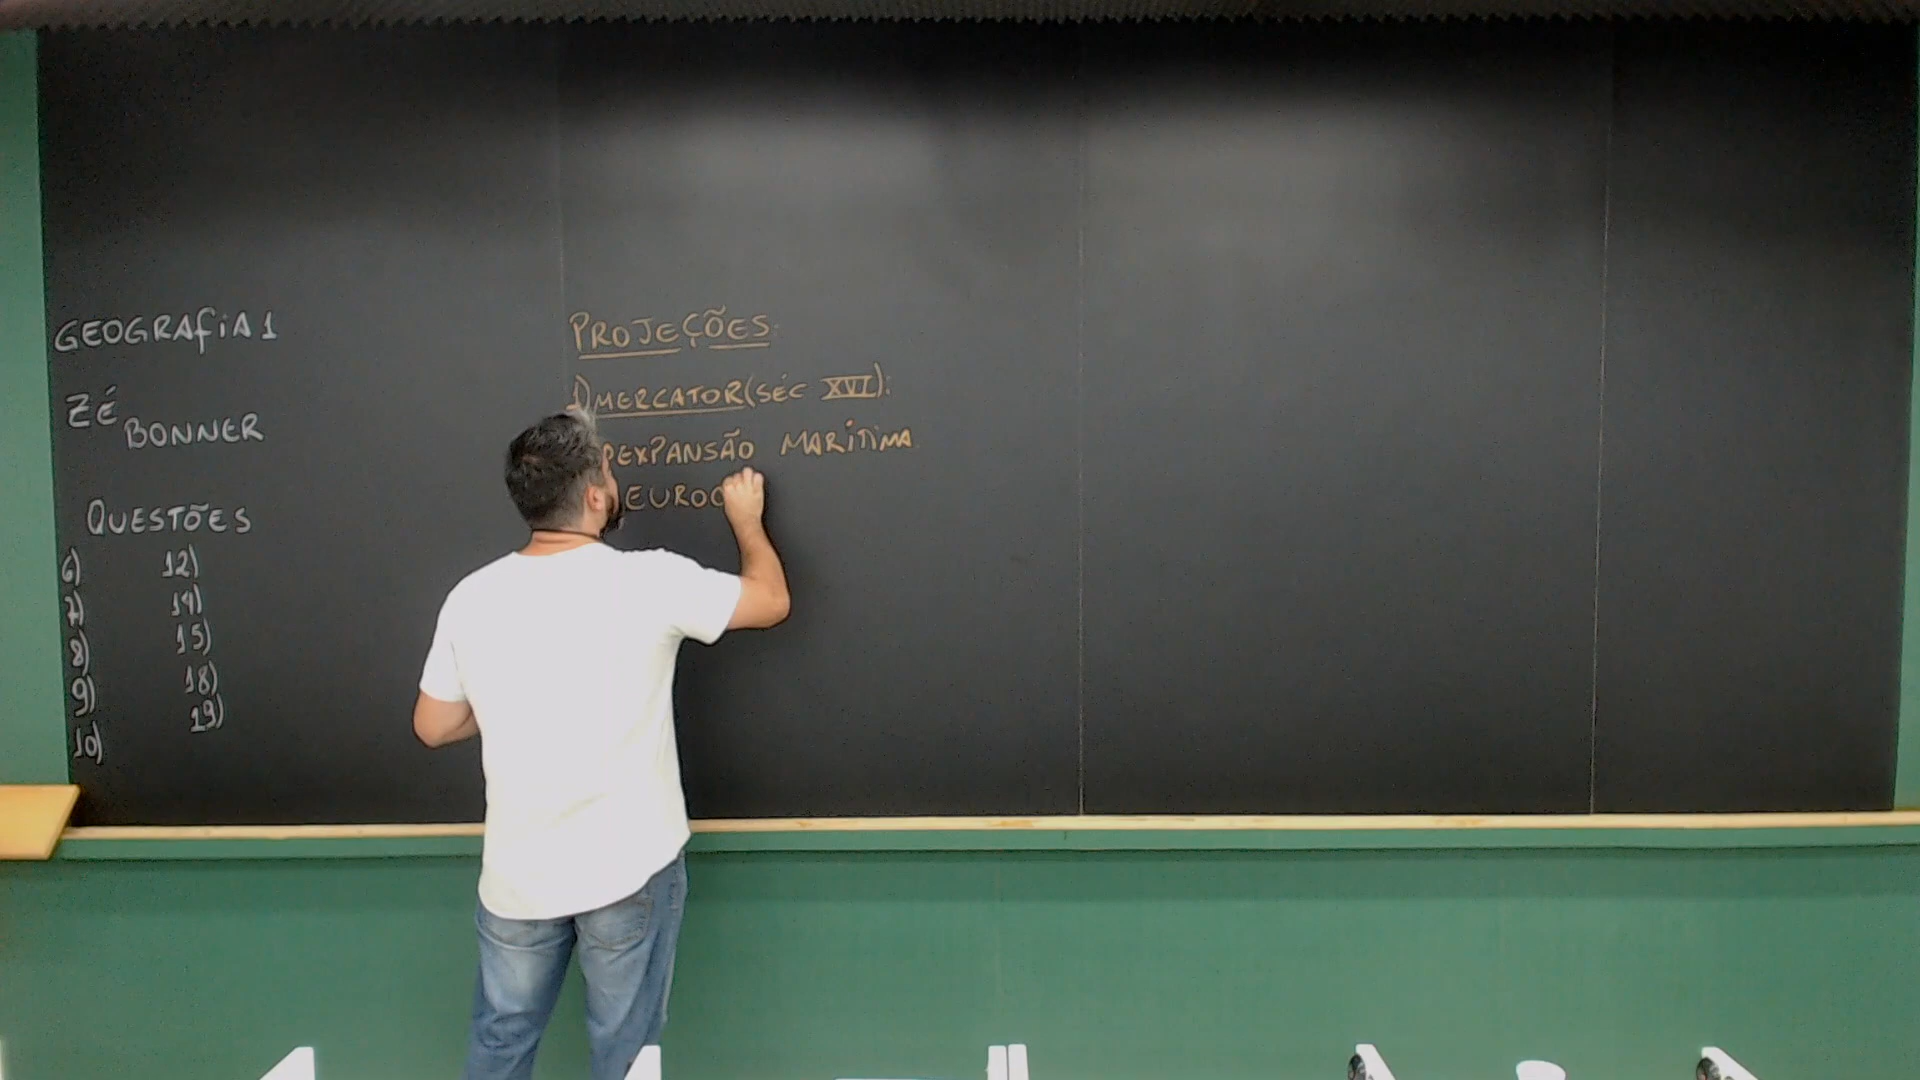 GEOGRAFIA 1
ZÉ
BONNER
QUESTÕES
6) 12)
7) 14)
8) 15)
9) 18)
10) 19)
PROJEÇÕES:
1) MERCATOR (SÉC XVI):
EXPANSÃO MARÍTIMA
EUROC